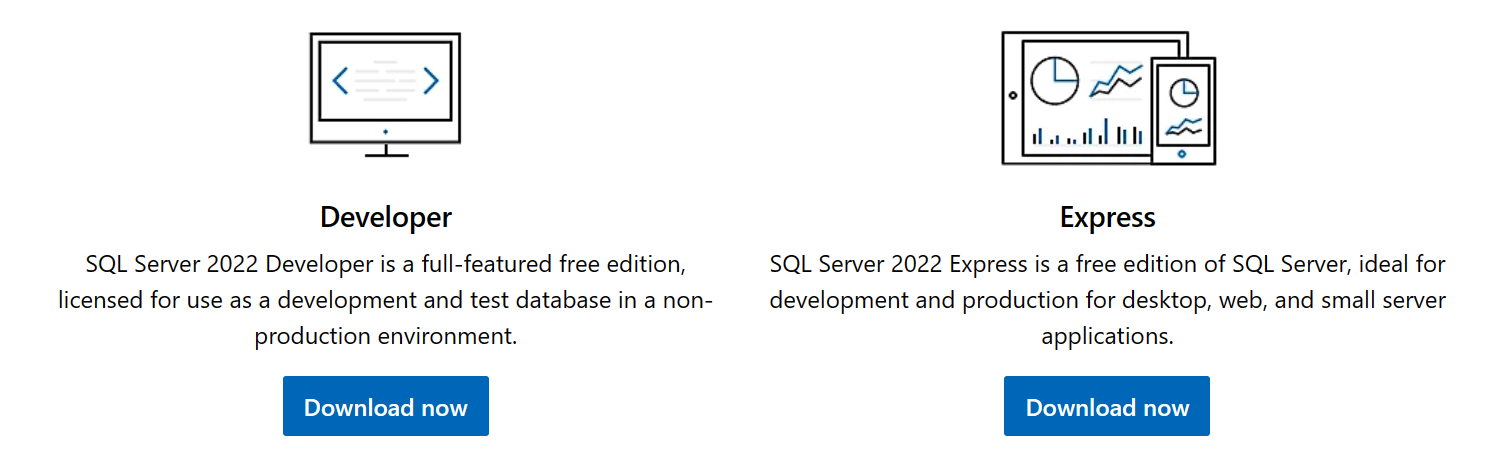 Developer
SQL Server 2022 Developer is a full-featured free edition,
licensed for use as a development and test database in a non-
production environment.
Download now
Express
SQL Server 2022 Express is a free edition of SQL Server, ideal for
development and production for desktop, web, and small server
applications.
Download now